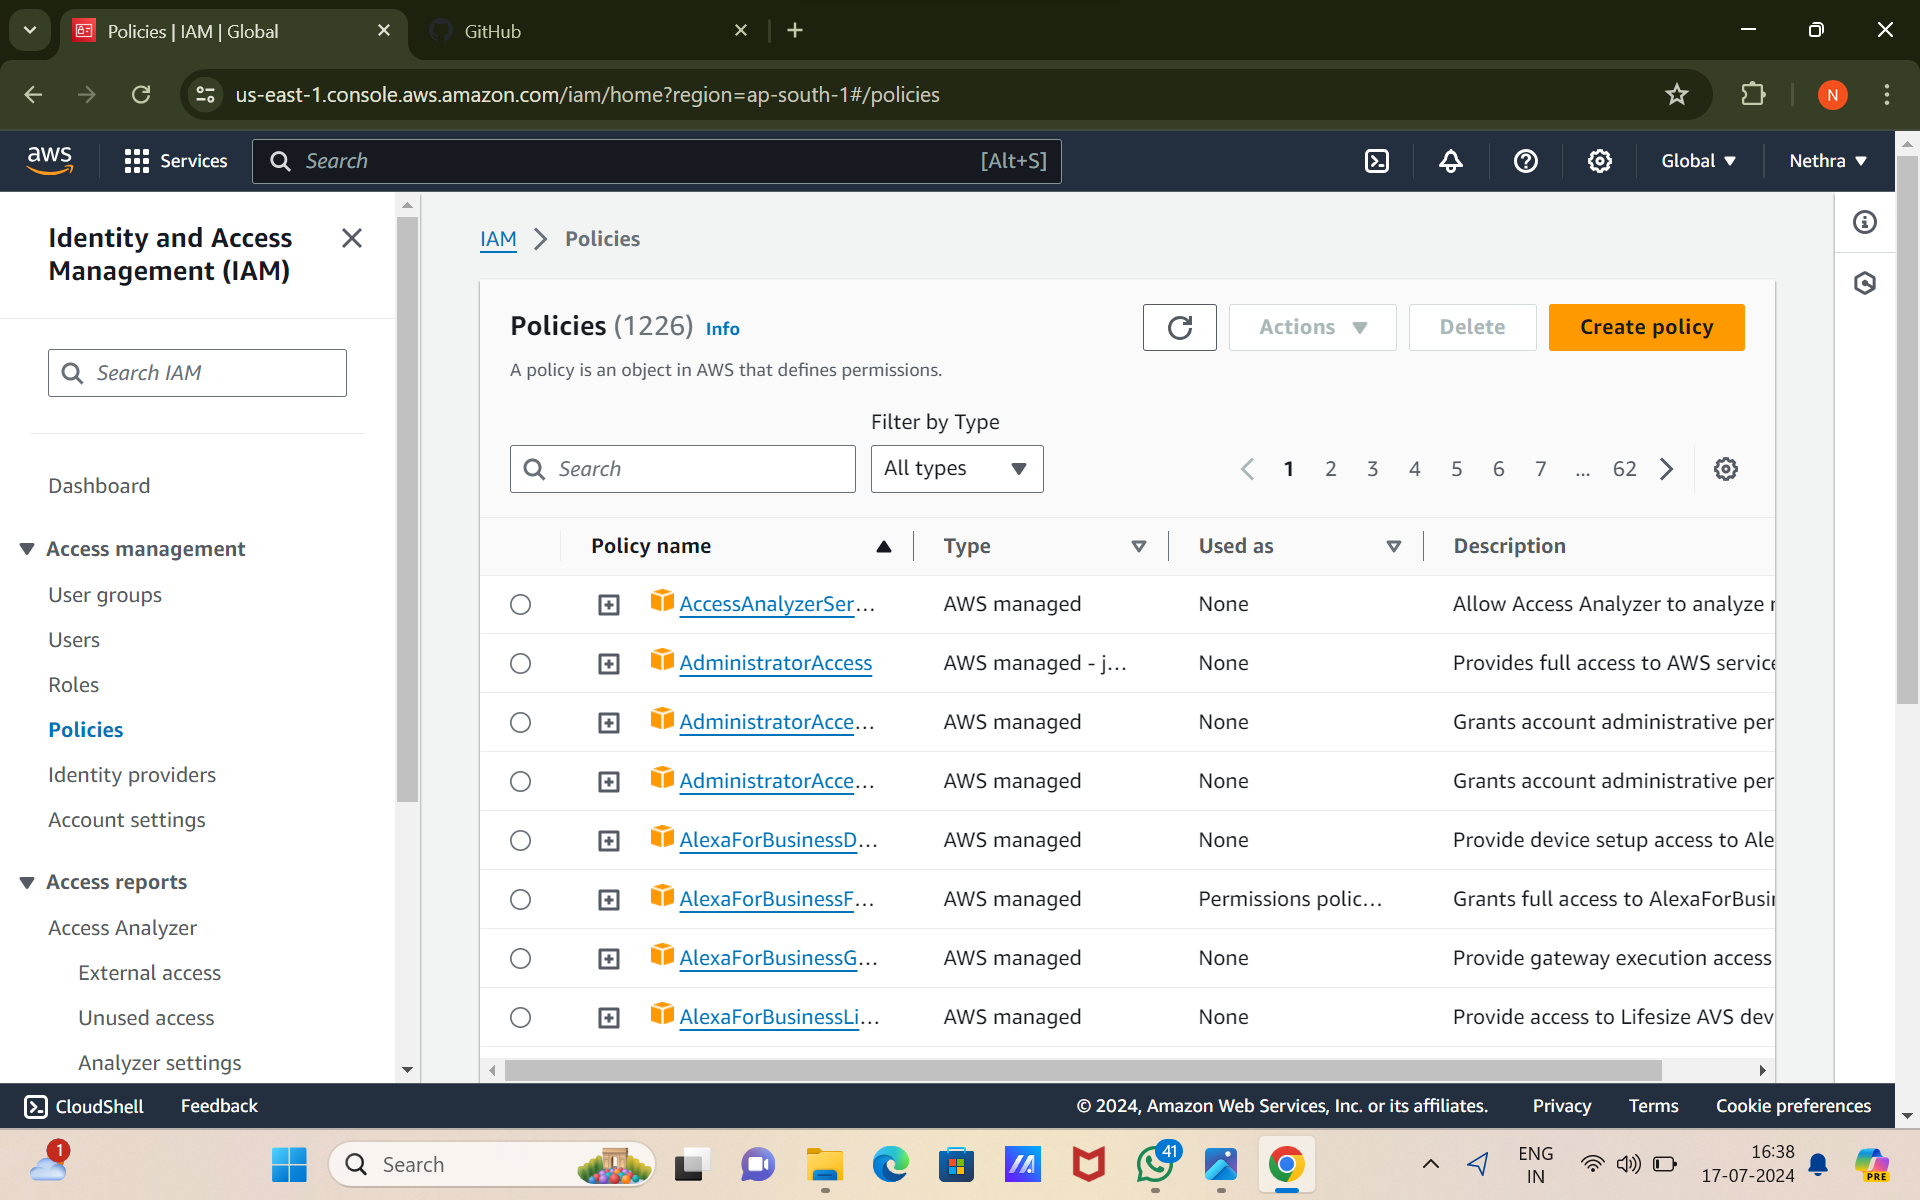 Policies | IAM | Global
GitHub
us-east-1.console.aws.amazon.com/iam/home?region=ap-south-1#/policies
N
aws
Services
Search
[Alt+S]
Global
Nethra
Identity and Access
Management (IAM)
Search IAM
Dashboard
Access management
User groups
Users
Roles
Policies
Identity providers
Account settings
Access reports
Access Analyzer
External access
Unused access
Analyzer settings
IAM > Policies
Policies (1226) Info
Actions
Delete
Create policy
A policy is an object in AWS that defines permissions.
Filter by Type
Search
All types
1 2 3 4 5 6 7 ... 62
Policy name Type Used as Description
AccessAnalyzerSer... AWS managed None Allow Access Analyzer to analyze r
AdministratorAccess AWS managed - j... None Provides full access to AWS service
AdministratorAcce... AWS managed None Grants account administrative per
AdministratorAcce... AWS managed None Grants account administrative per
AlexaForBusinessD... AWS managed None Provide device setup access to Ale
AlexaForBusinessF... AWS managed Permissions polic... Grants full access to AlexaForBusin
AlexaForBusinessG... AWS managed None Provide gateway execution access
AlexaForBusinessLi... AWS managed None Provide access to Lifesize AVS dev
CloudShell Feedback © 2024, Amazon Web Services, Inc. or its affiliates. Privacy Terms Cookie preferences
1
Search
41
ENG
IN
16:38
17-07-2024
PRE